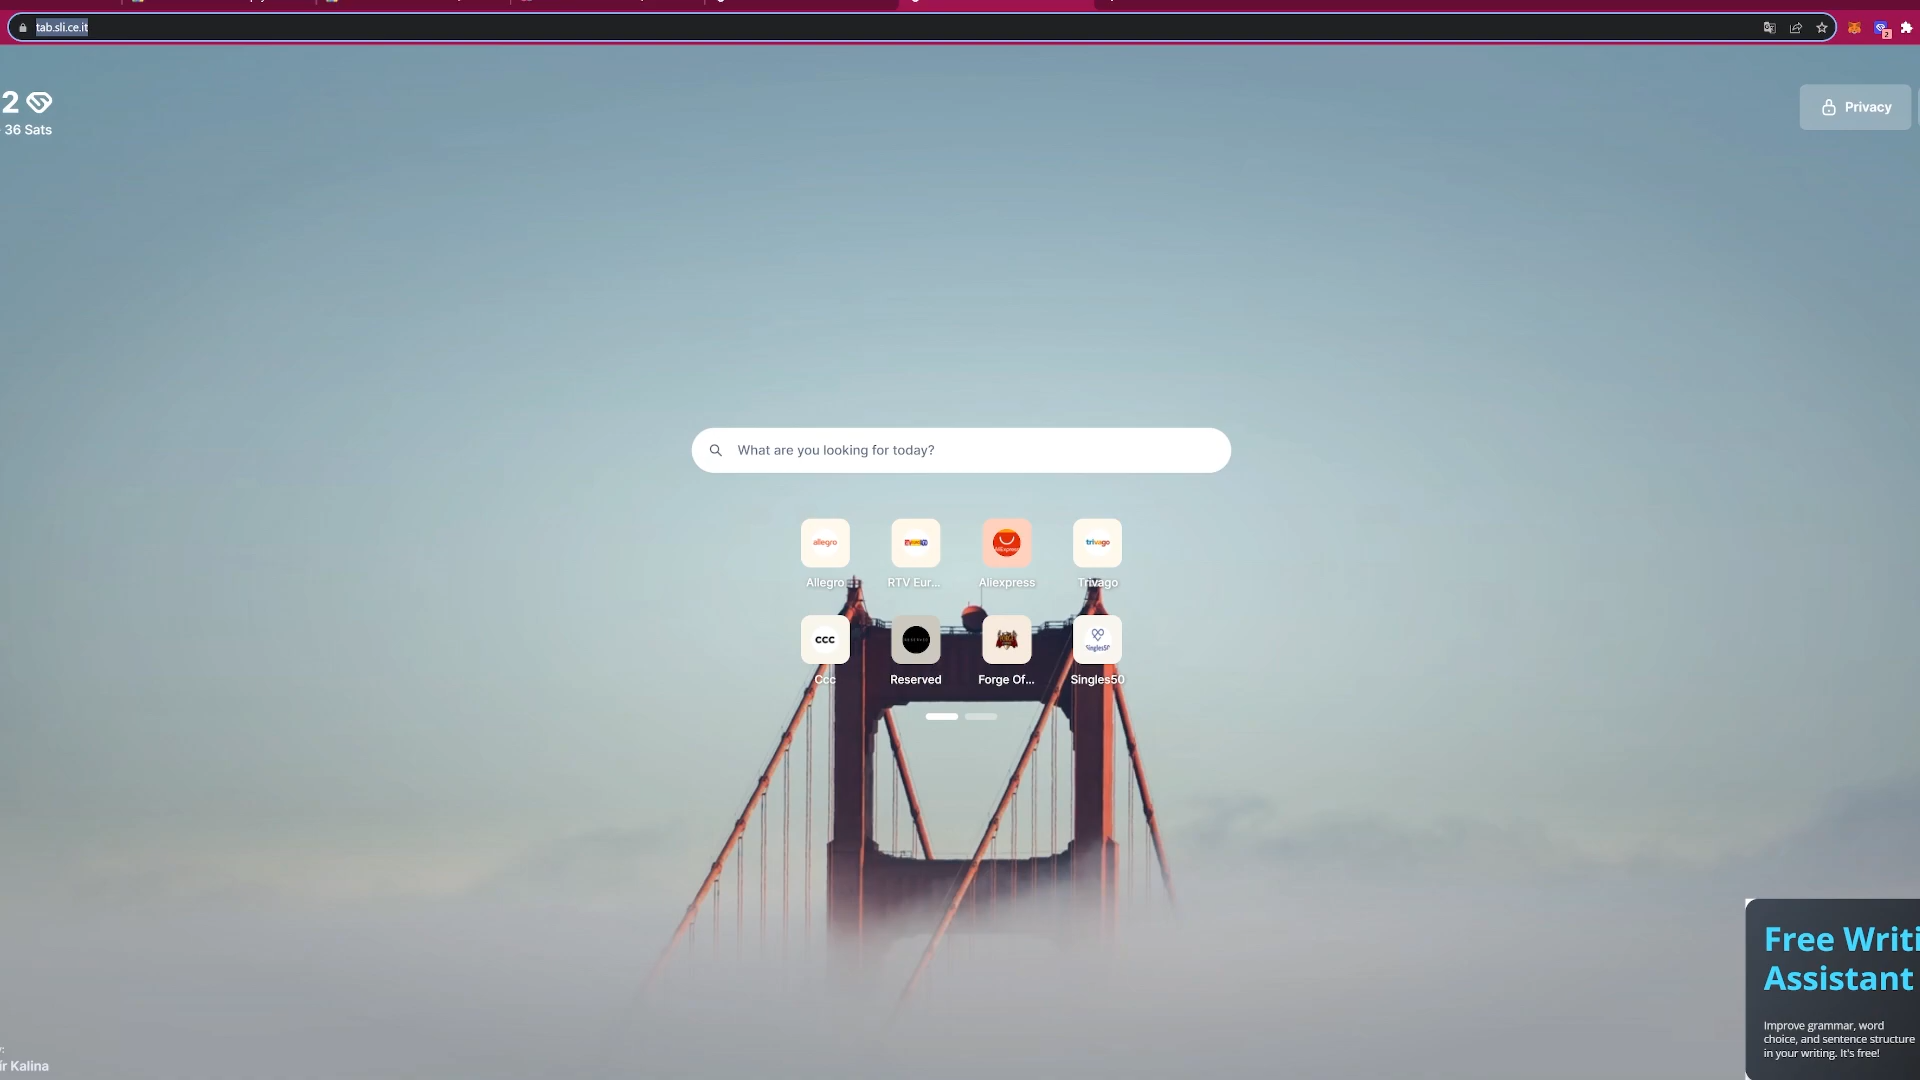 tab.sli.ce.it
2
36 Sats
Privacy
What are you looking for today?
allegro
trivago
Allegro
RTV Eur...
Aliexpress
Trivago
CCC
Ccc
Reserved
Forge Of...
Singles50
Free Writi
Assistant
Improve grammar, word
choice, and sentence structure
in your writing. It's free!
ír Kalina